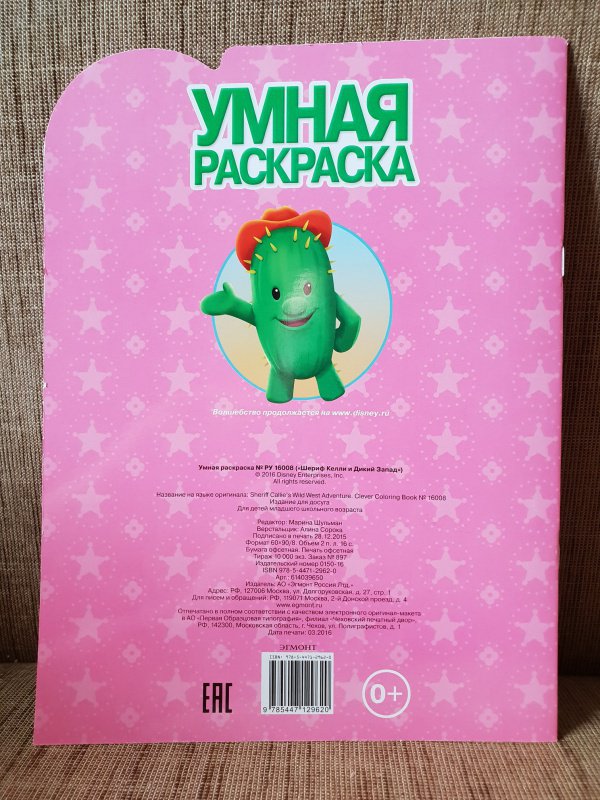 УМНАЯ
РАСКРАСКА
Волшебство продолжается на www.disney.ru
Умная раскраска № РУ 16008 («Шериф Келли и Дикий Запад»)
© 2016 Disney Enterprises, Inc.
All rights reserved.
Название на языке оригинала: Sheriff Callie's Wild West Adventure. Clever Coloring Book № 16008
Издание для досуга
Для детей младшего школьного возраста
Редактор: Марина Шульман
Верстальщик: Алина Сорока
Подписано в печать 28.12.2015
Формат 60×90/8. Объем 2 п. л. 16 с.
Бумага офсетная. Печать офсетная
Тираж 10 000 экз. Заказ № 897
Издательский номер 0150-16
ISBN 978-5-4471-2962-0
Арт.: 614039650
Издатель: АО «Эгмонт Россия Лтд.»
Адрес: РФ, 127006 Москва, ул. Долгоруковская, д. 27, стр. 1
Для писем и обращений: РФ, 119071 Москва, 2-й Донской проезд, д. 4
www.egmont.ru
Отпечатано в полном соответствии с качеством электронного оригинал-макета
в АО «Первая Образцовая типография», филиал «Чеховский печатный двор»,
РФ, 142300, Московская область, г. Чехов, ул. Полиграфистов, д. 1
Дата печати: 03.2016
ЭГМОНТ
ISBN: 978-5-4471-2962-0
EAC
9 785447 129620
0+